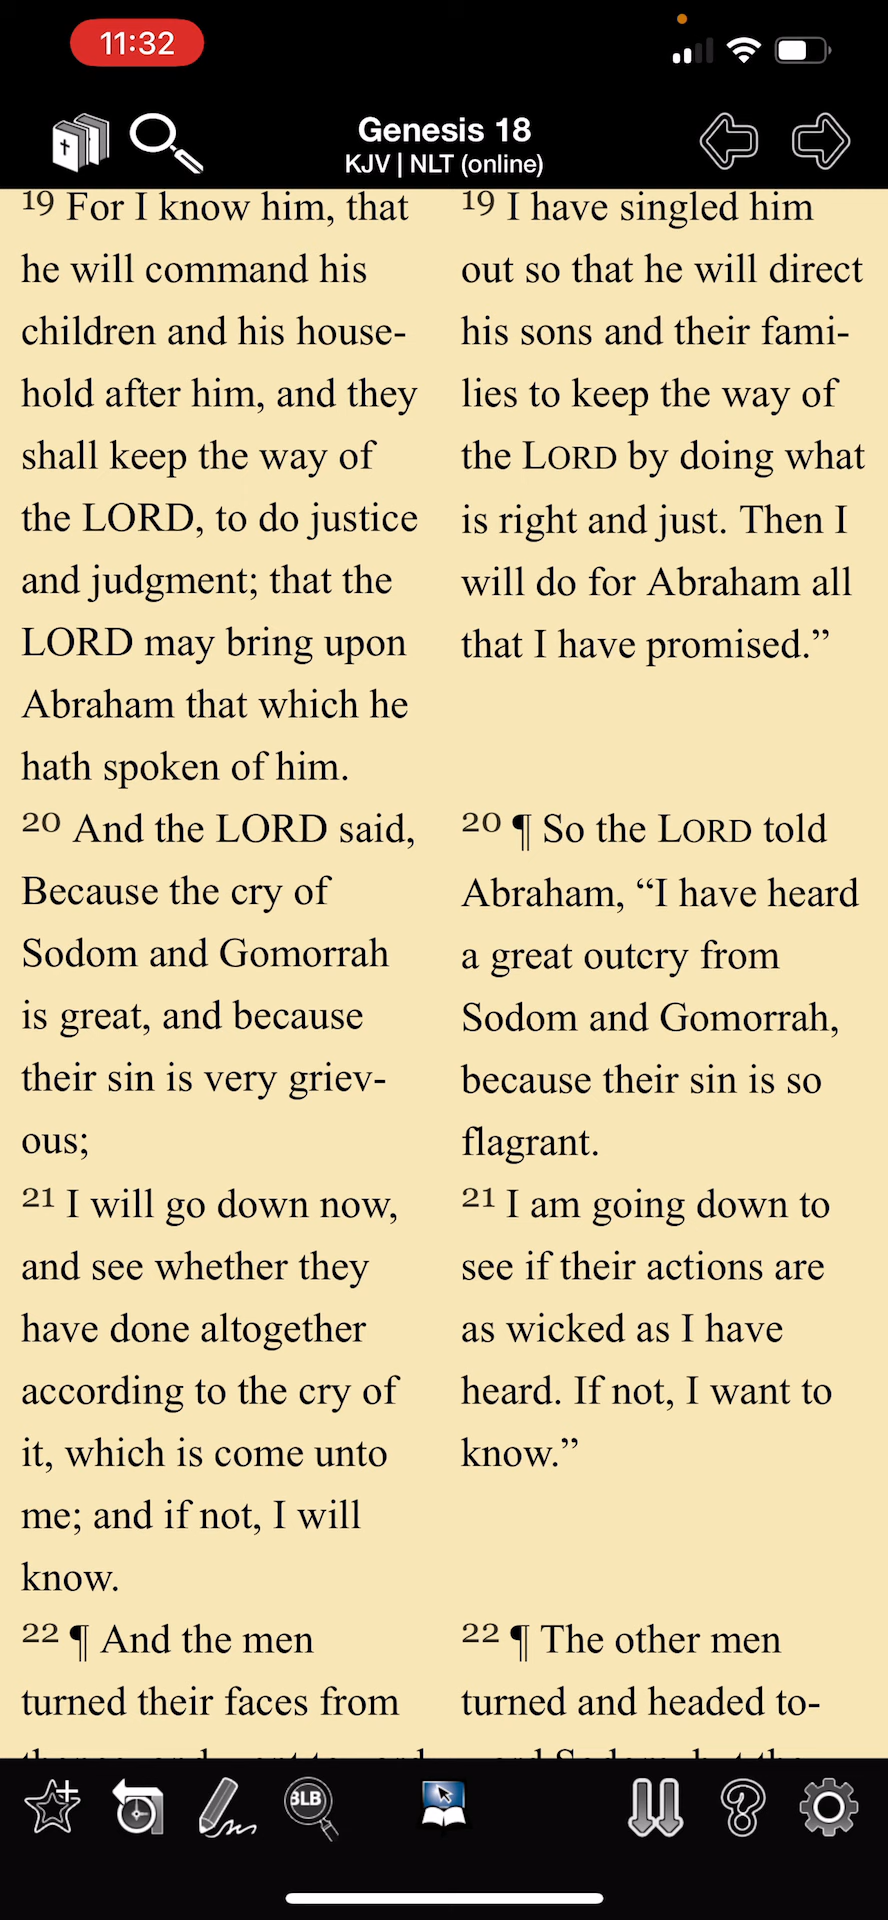 11:32
Genesis 18
KJV | NLT (online)
19 For I know him, that
he will command his
children and his house-
hold after him, and they
shall keep the way of
the LORD, to do justice
and judgment; that the
LORD may bring upon
Abraham that which he
hath spoken of him.
20 And the LORD said,
Because the cry of
Sodom and Gomorrah
is great, and because
their sin is very griev-
ous;
21 I will go down now,
and see whether they
have done altogether
according to the cry of
it, which is come unto
me; and if not, I will
know.
22 ¶ And the men
turned their faces from
19 I have singled him
out so that he will direct
his sons and their fami-
lies to keep the way of
the LORD by doing what
is right and just. Then I
will do for Abraham all
that I have promised.”
20 ¶ So the LORD told
Abraham, “I have heard
a great outcry from
Sodom and Gomorrah,
because their sin is so
flagrant.
21 I am going down to
see if their actions are
as wicked as I have
heard. If not, I want to
know.”
22 ¶ The other men
turned and headed to-
BLB